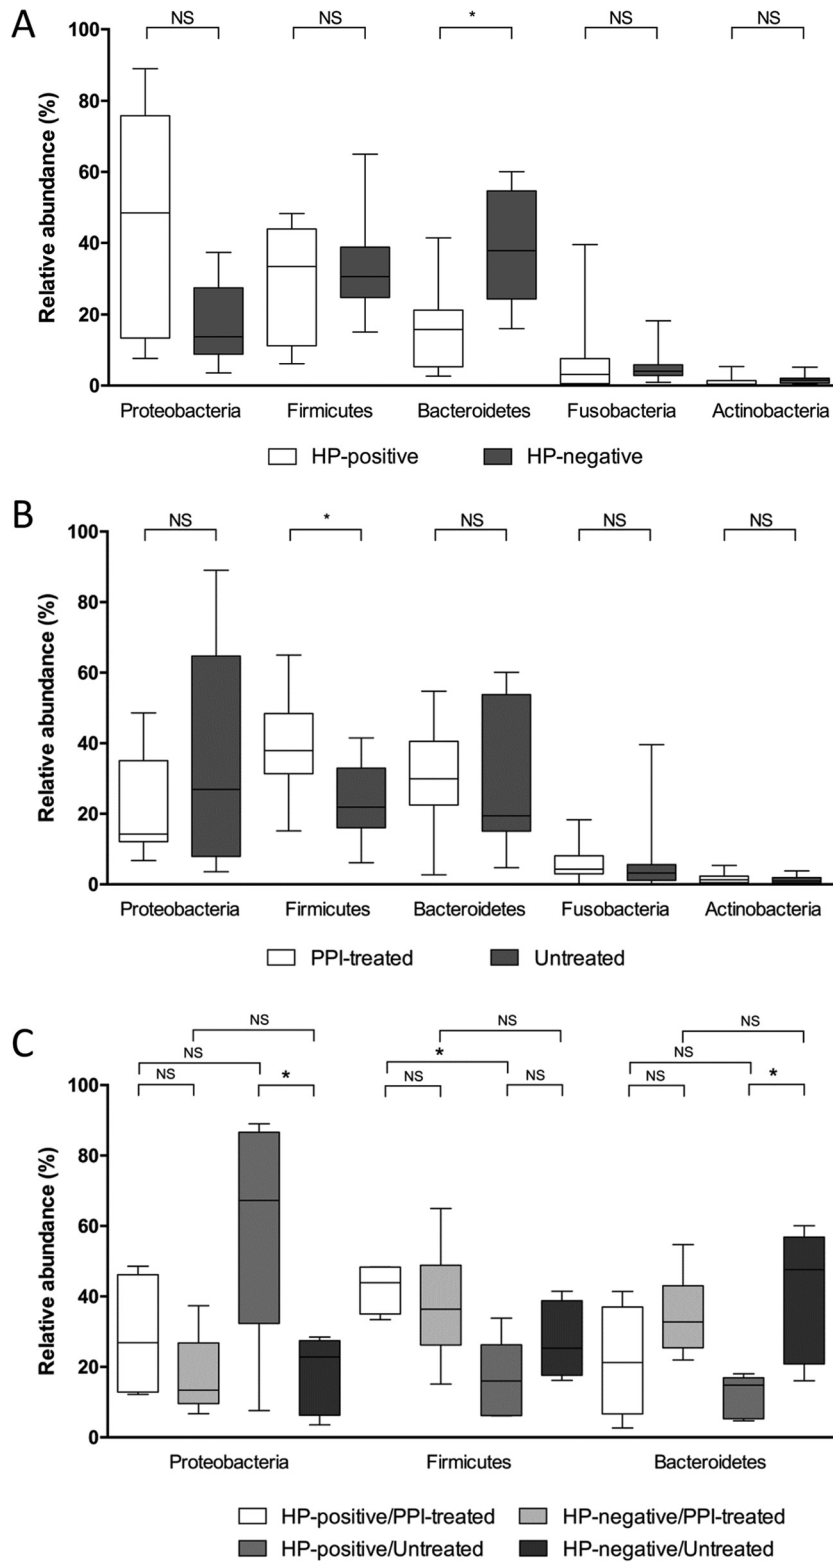 A
NS NS * NS NS
100
80
60
40
20
0
Relative abundance (%)
Proteobacteria Firmicutes Bacteroidetes Fusobacteria Actinobacteria
HP-positive HP-negative
B
NS * NS NS NS
100
80
60
40
20
0
Relative abundance (%)
Proteobacteria Firmicutes Bacteroidetes Fusobacteria Actinobacteria
PPI-treated Untreated
C
NS NS NS
NS * NS
NS * NS NS NS *
100
80
60
40
20
0
Relative abundance (%)
Proteobacteria Firmicutes Bacteroidetes
HP-positive/PPI-treated HP-negative/PPI-treated
HP-positive/Untreated HP-negative/Untreated